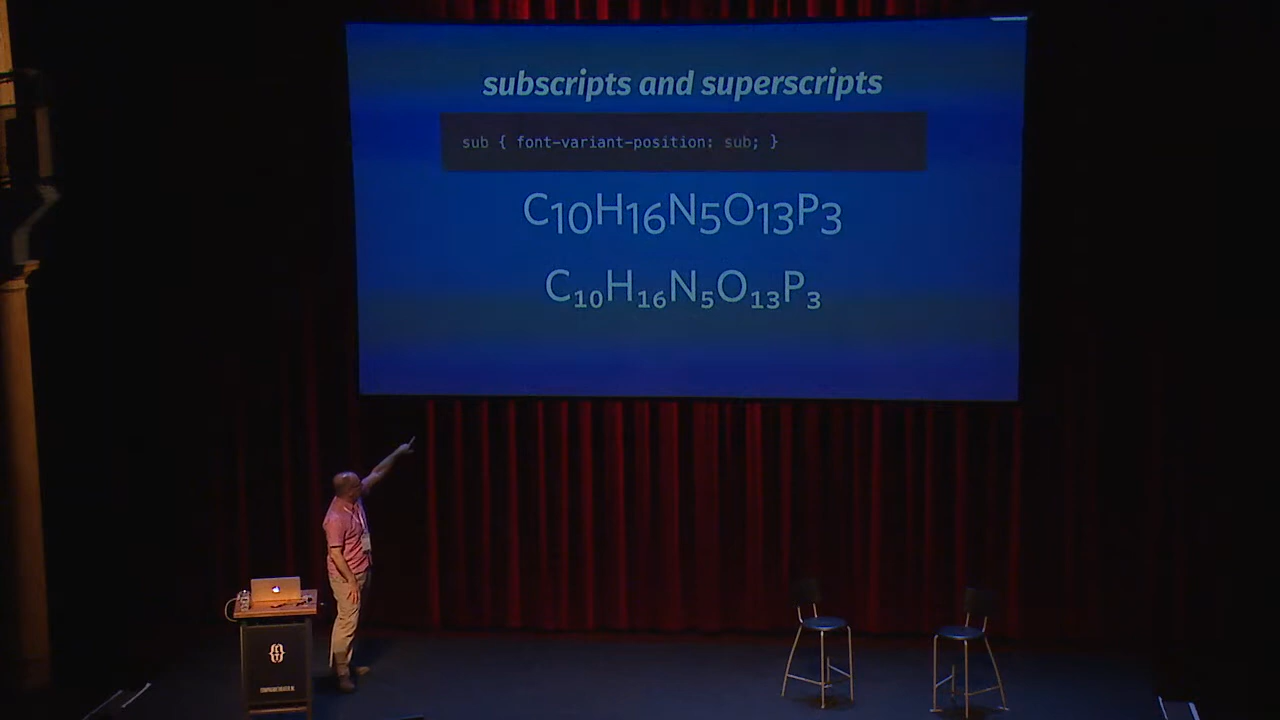 subscripts and superscripts
sub { font-variant-position: sub; }
C10H16N5O13P3
C₁₀H₁₆N₅O₁₃P₃